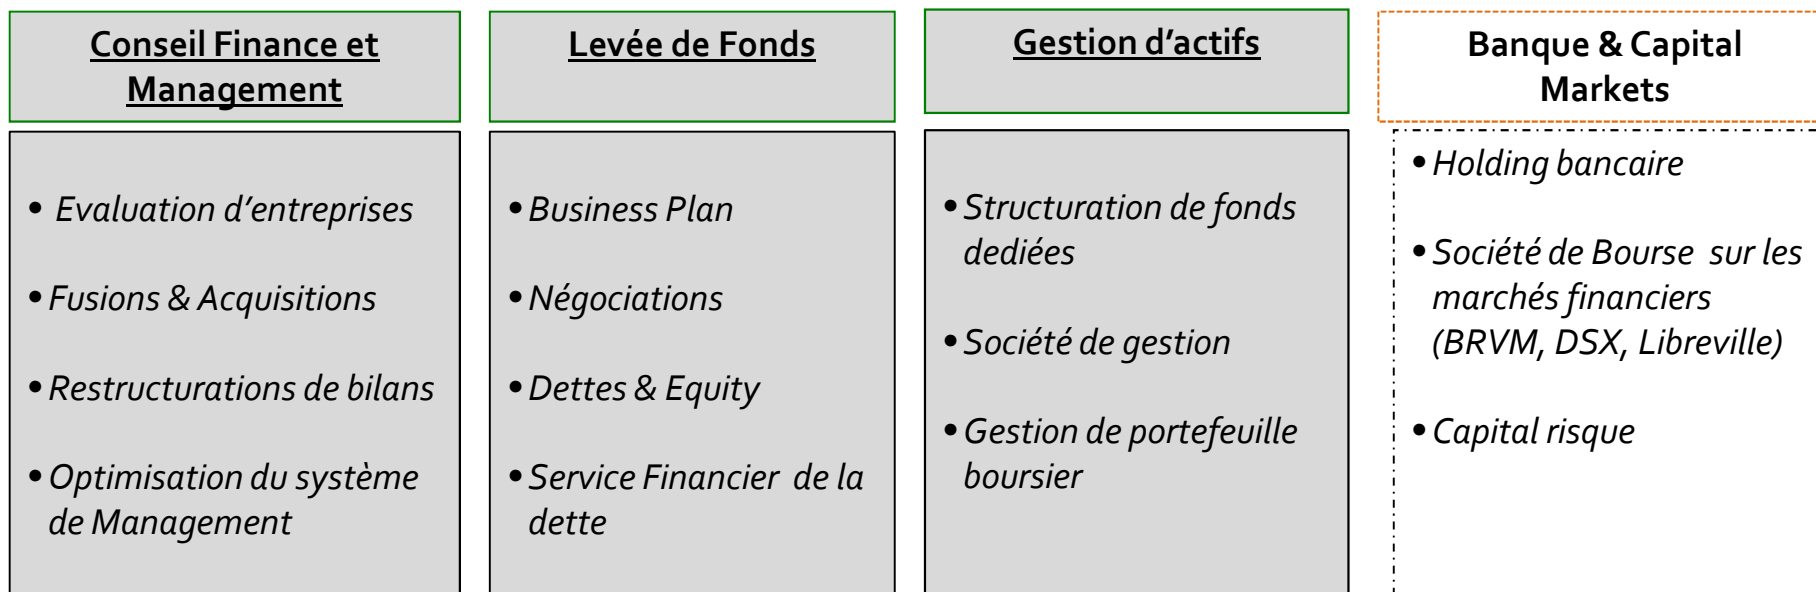 Conseil Finance et
Management
• Evaluation d’entreprises
• Fusions & Acquisitions
• Restructurations de bilans
• Optimisation du système
de Management
Levée de Fonds
• Business Plan
• Négociations
• Dettes & Equity
• Service Financier de la
dette
Gestion d’actifs
• Structuration de fonds
dediées
• Société de gestion
• Gestion de portefeuille
boursier
Banque & Capital
Markets
• Holding bancaire
• Société de Bourse sur les
marchés financiers
(BRVM, DSX, Libreville)
• Capital risque